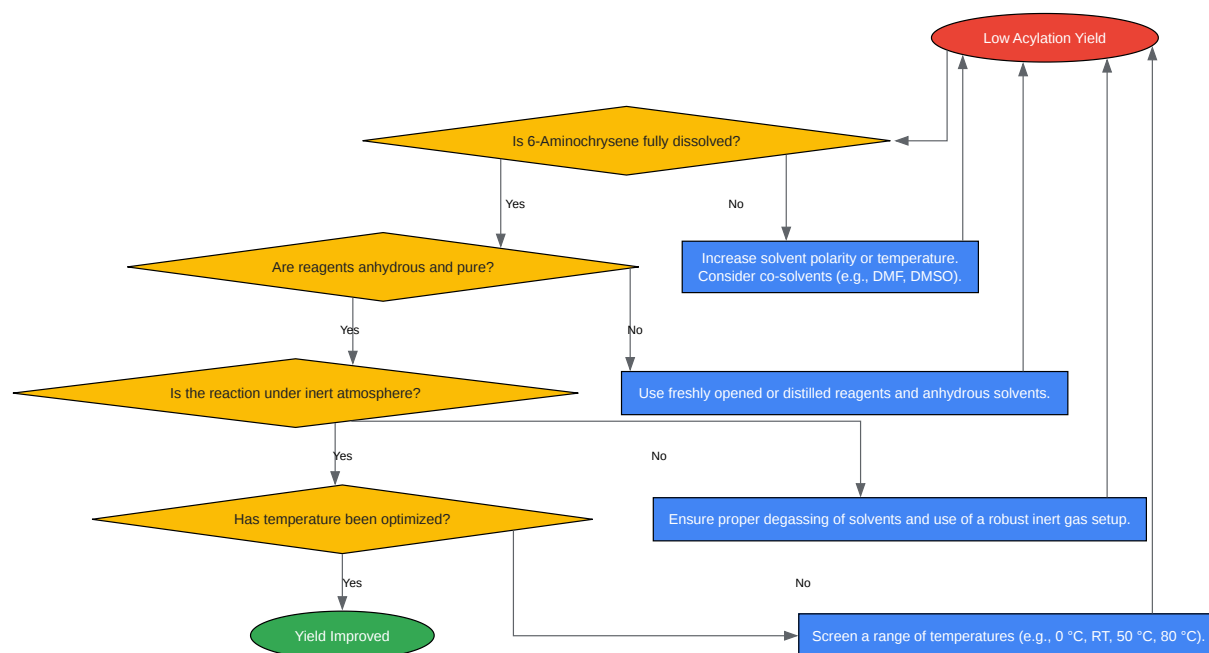 Low Acylation Yield
Is 6-Aminochrysene fully dissolved?
Yes
No
Increase solvent polarity or temperature.
Consider co-solvents (e.g., DMF, DMSO).
Are reagents anhydrous and pure?
Yes
No
Use freshly opened or distilled reagents and anhydrous solvents.
Is the reaction under inert atmosphere?
Yes
No
Ensure proper degassing of solvents and use of a robust inert gas setup.
Has temperature been optimized?
Yes
No
Yield Improved
Screen a range of temperatures (e.g., 0 °C, RT, 50 °C, 80 °C).